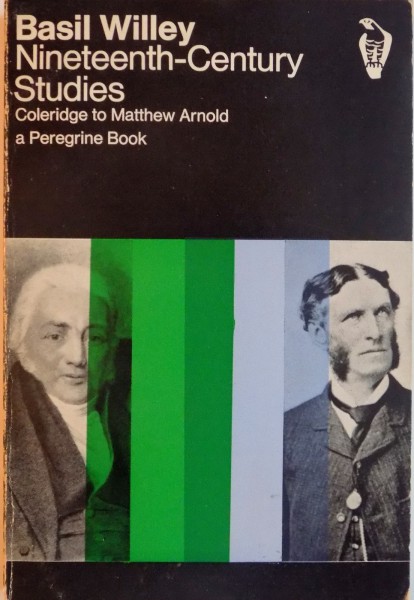 Basil Willey
Nineteenth-Century
Studies
Coleridge to Matthew Arnold
a Peregrine Book